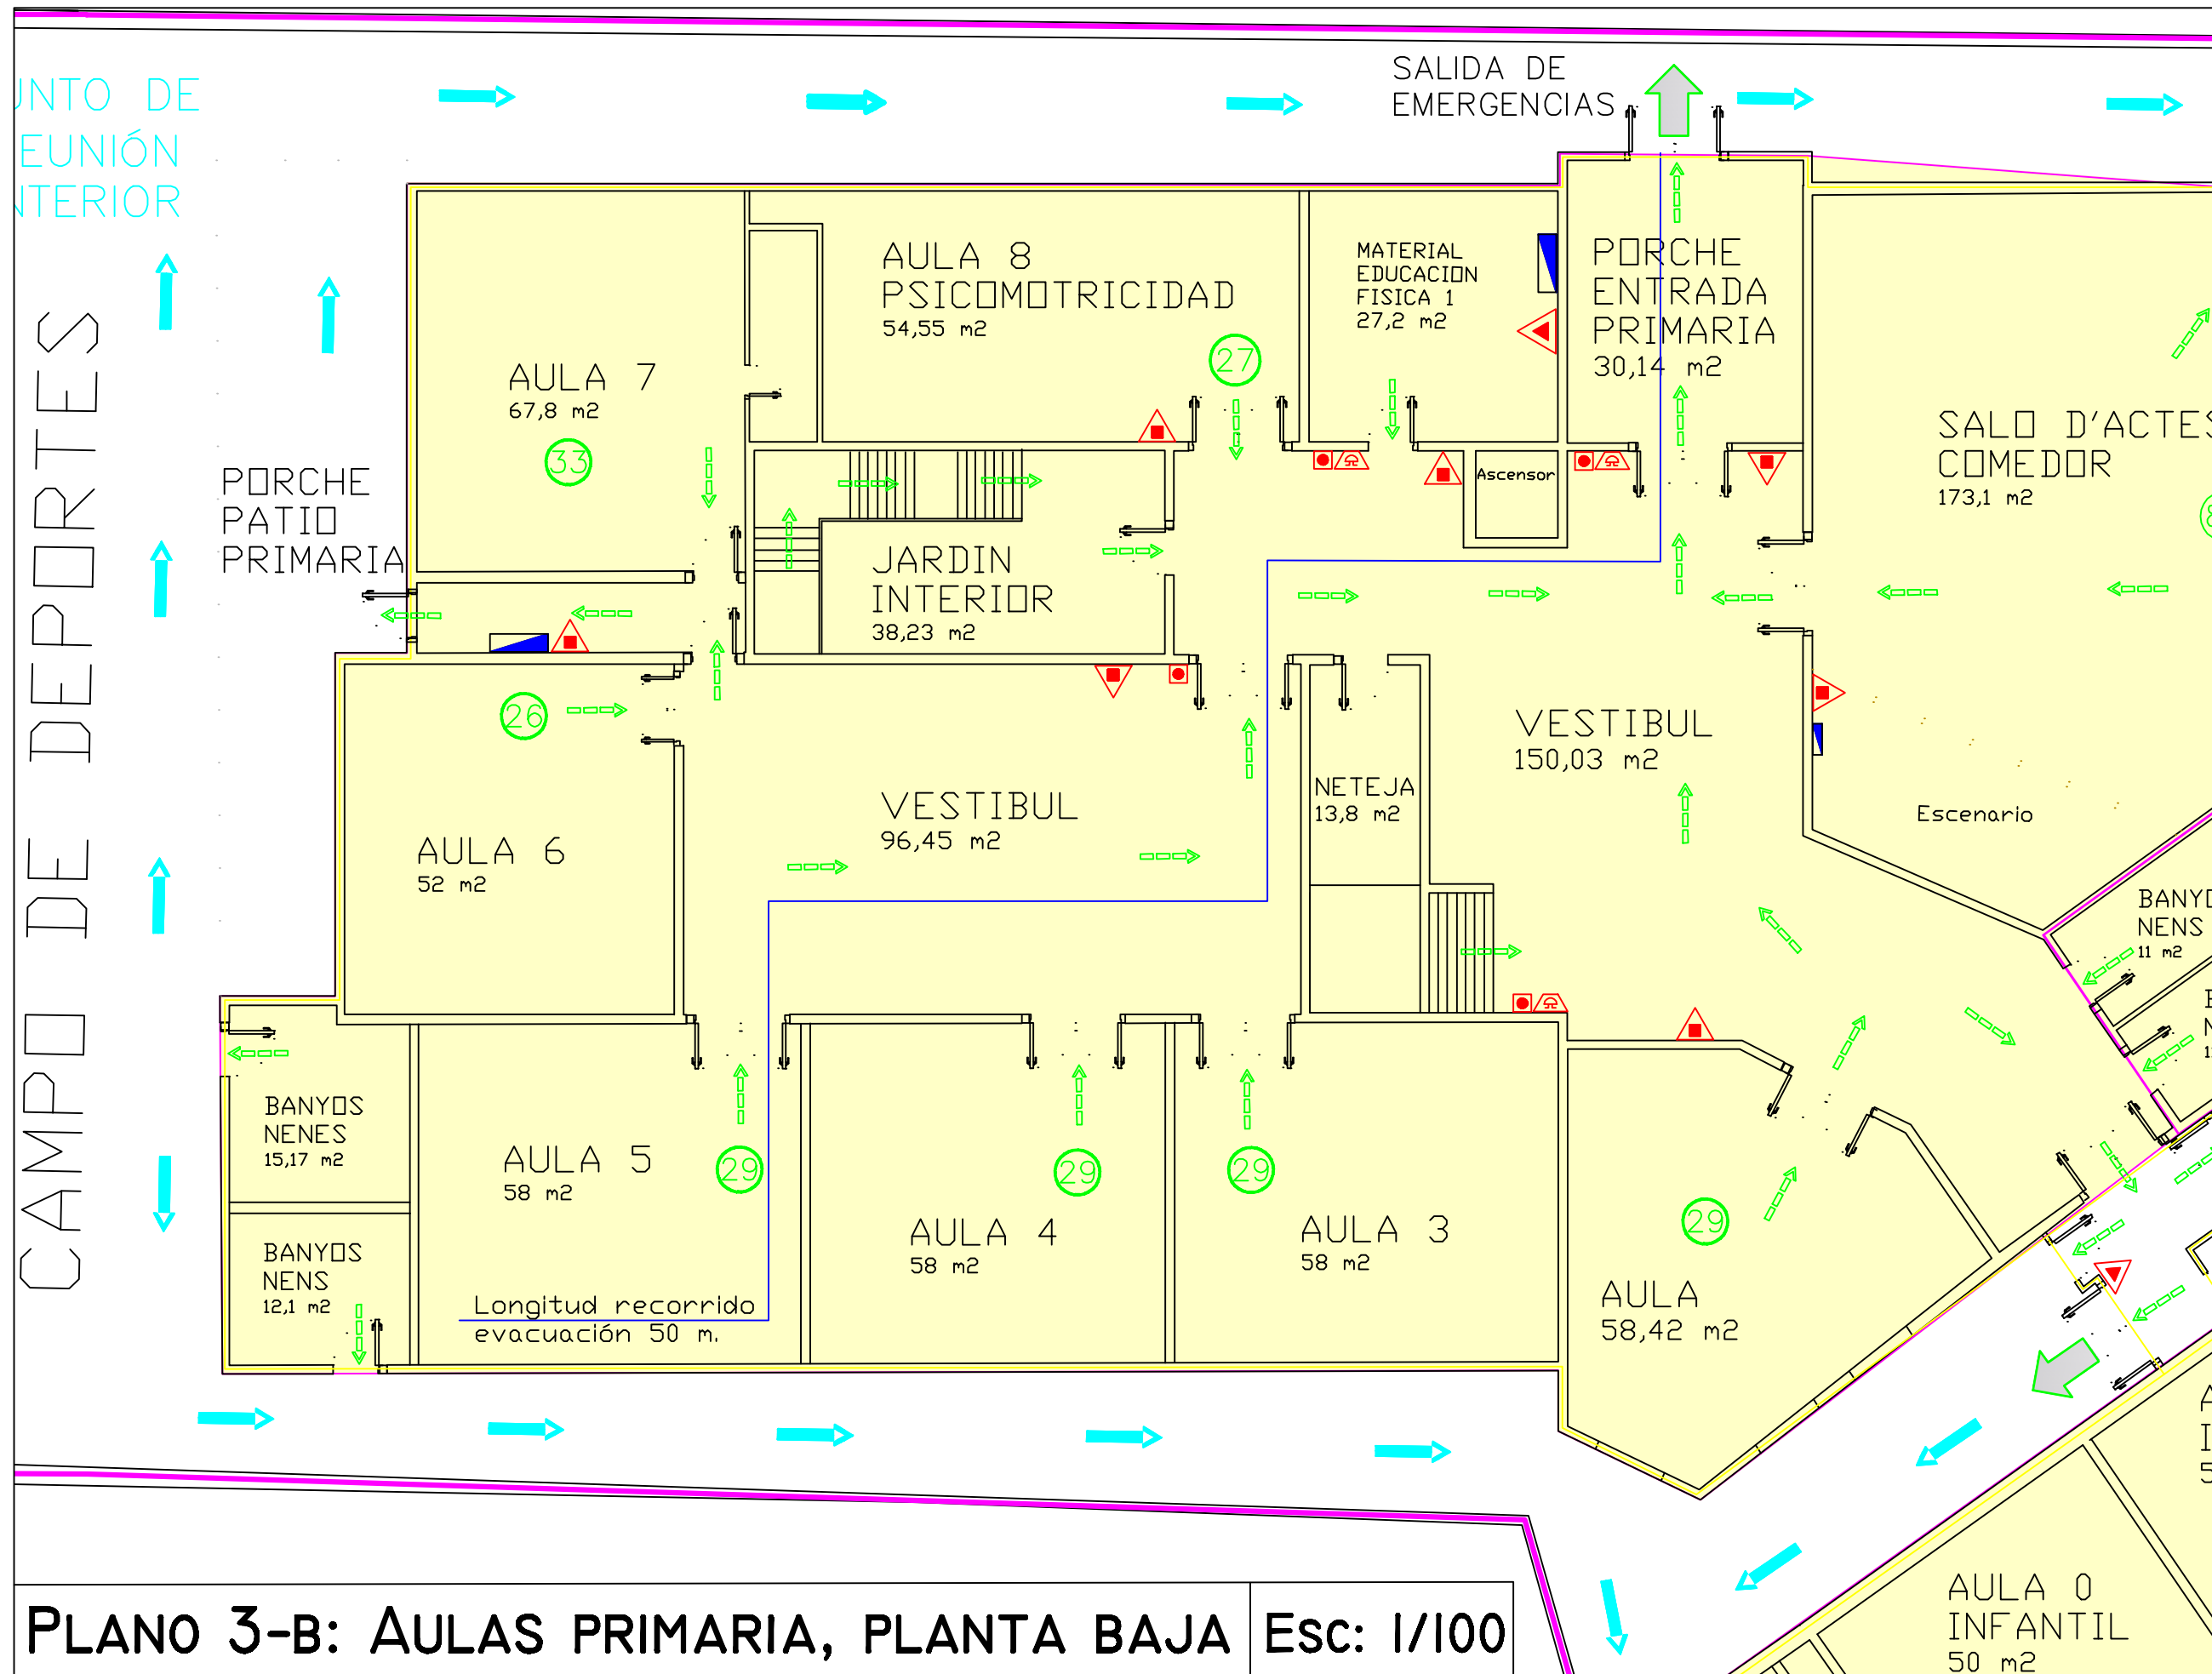 SALIDA DE
EMERGENCIAS
UNTO DE
EUNIÓN
NTERIOR
AULA 8
PSICOMOTRICIDAD
54,55 m2
27
MATERIAL
EDUCACION
FISICA 1
27,2 m2
PORCHE
ENTRADA
PRIMARIA
30,14 m2
AULA 7
67,8 m2
33
SALO D'ACTES
COMEDOR
173,1 m2
8
PORCHE
PATIO
PRIMARIA
Ascensor
JARDIN
INTERIOR
38,23 m2
CAMPO DE DEPORTES
26
AULA 6
52 m2
VESTIBUL
96,45 m2
NETEJA
13,8 m2
VESTIBUL
150,03 m2
Escenario
BANYO
NENS
11 m2
BANYOS
NENES
15,17 m2
BANYOS
NENS
12,1 m2
AULA 5
58 m2
29
AULA 4
58 m2
29
AULA 3
58 m2
29
AULA
58,42 m2
29
Longitud recorrido
evacuación 50 m.
AULA 0
INFANTIL
50 m2
PLANO 3-B: AULAS PRIMARIA, PLANTA BAJA
Esc: 1/100